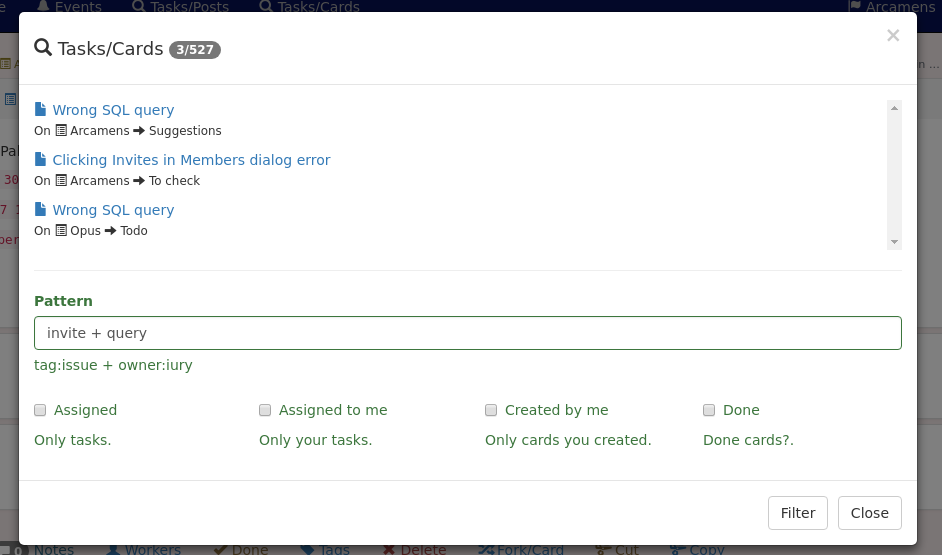 Events Tasks/Posts Tasks/Cards Arcamens
Tasks/Cards 3/527 ×
Wrong SQL query
On Arcamens Suggestions
Clicking Invites in Members dialog error
On Arcamens To check
Wrong SQL query
On Opus Todo
Pattern
invite + query
tag:issue + owner:iury
Assigned Assigned to me Created by me Done
Only tasks. Only your tasks. Only cards you created. Done cards?.
Filter Close
0 Notes Workers Done Tags Delete Fork/Card Cut Copy